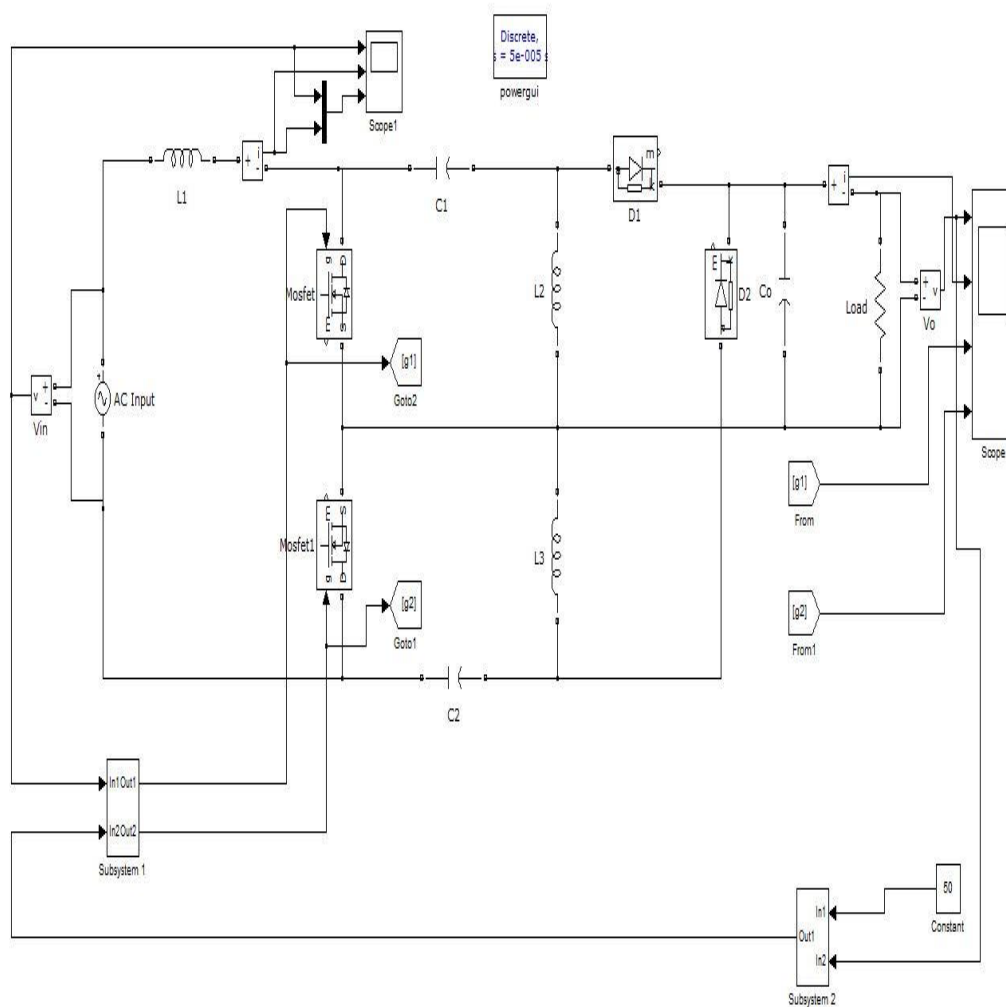 Discrete,
s = 5e-005 s
powergui
Scope1
i
+
-
L1
C1
m
k
D1
i
+
-
g
D
Mosfet
E
S
L2
E
k
D2
Co
Load
+
-
v
Vo
[g1]
Goto2
v
+
-
Vin
+
AC Input
Scope
[g1]
From
E
S
Mosfet1
g
D
L3
[g2]
Goto1
[g2]
From1
C2
In1 Out1
In2 Out2
Subsystem 1
50
Constant
In1
Out1
In2
Subsystem 2